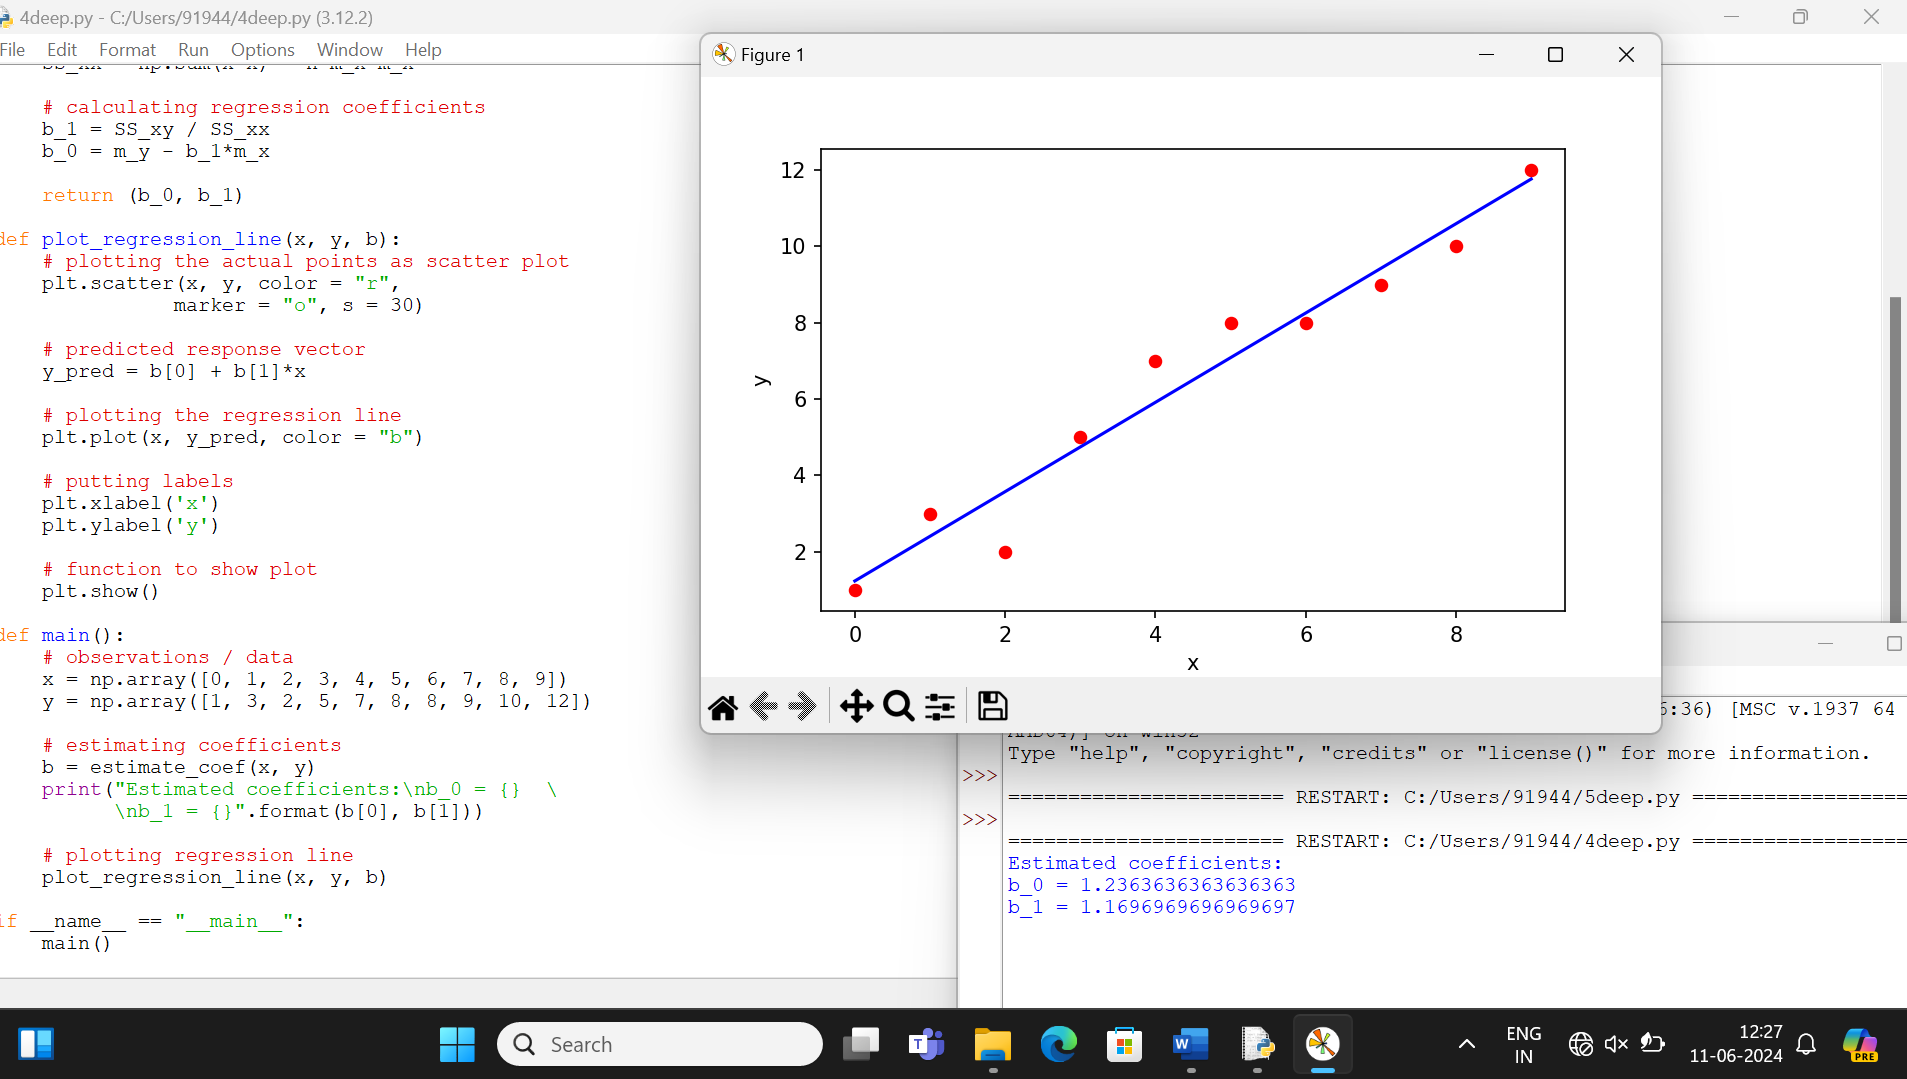 4deep.py - C:/Users/91944/4deep.py (3.12.2)
File Edit Format Run Options Window Help
# calculating regression coefficients
b_1 = SS_xy / SS_xx
b_0 = m_y - b_1*m_x
return (b_0, b_1)
def plot_regression_line(x, y, b):
# plotting the actual points as scatter plot
plt.scatter(x, y, color = "r",
marker = "o", s = 30)
# predicted response vector
y_pred = b[0] + b[1]*x
# plotting the regression line
plt.plot(x, y_pred, color = "b")
# putting labels
plt.xlabel('x')
plt.ylabel('y')
# function to show plot
plt.show()
def main():
# observations / data
x = np.array([0, 1, 2, 3, 4, 5, 6, 7, 8, 9])
y = np.array([1, 3, 2, 5, 7, 8, 8, 9, 10, 12])
# estimating coefficients
b = estimate_coef(x, y)
print("Estimated coefficients:\nb_0 = {}  \
\nb_1 = {}".format(b[0], b[1]))
# plotting regression line
plot_regression_line(x, y, b)
if __name__ == "__main__":
main()
Figure 1
12
10
8
6
4
2
y
0 2 4 6 8
x
5:36) [MSC v.1937 64
Type "help", "copyright", "credits" or "license()" for more information.
>>>
======================= RESTART: C:/Users/91944/5deep.py ==================
>>>
======================= RESTART: C:/Users/91944/4deep.py ==================
Estimated coefficients:
b_0 = 1.2363636363636363
b_1 = 1.1696969696969697
Search
ENG
IN
12:27
11-06-2024
PRE